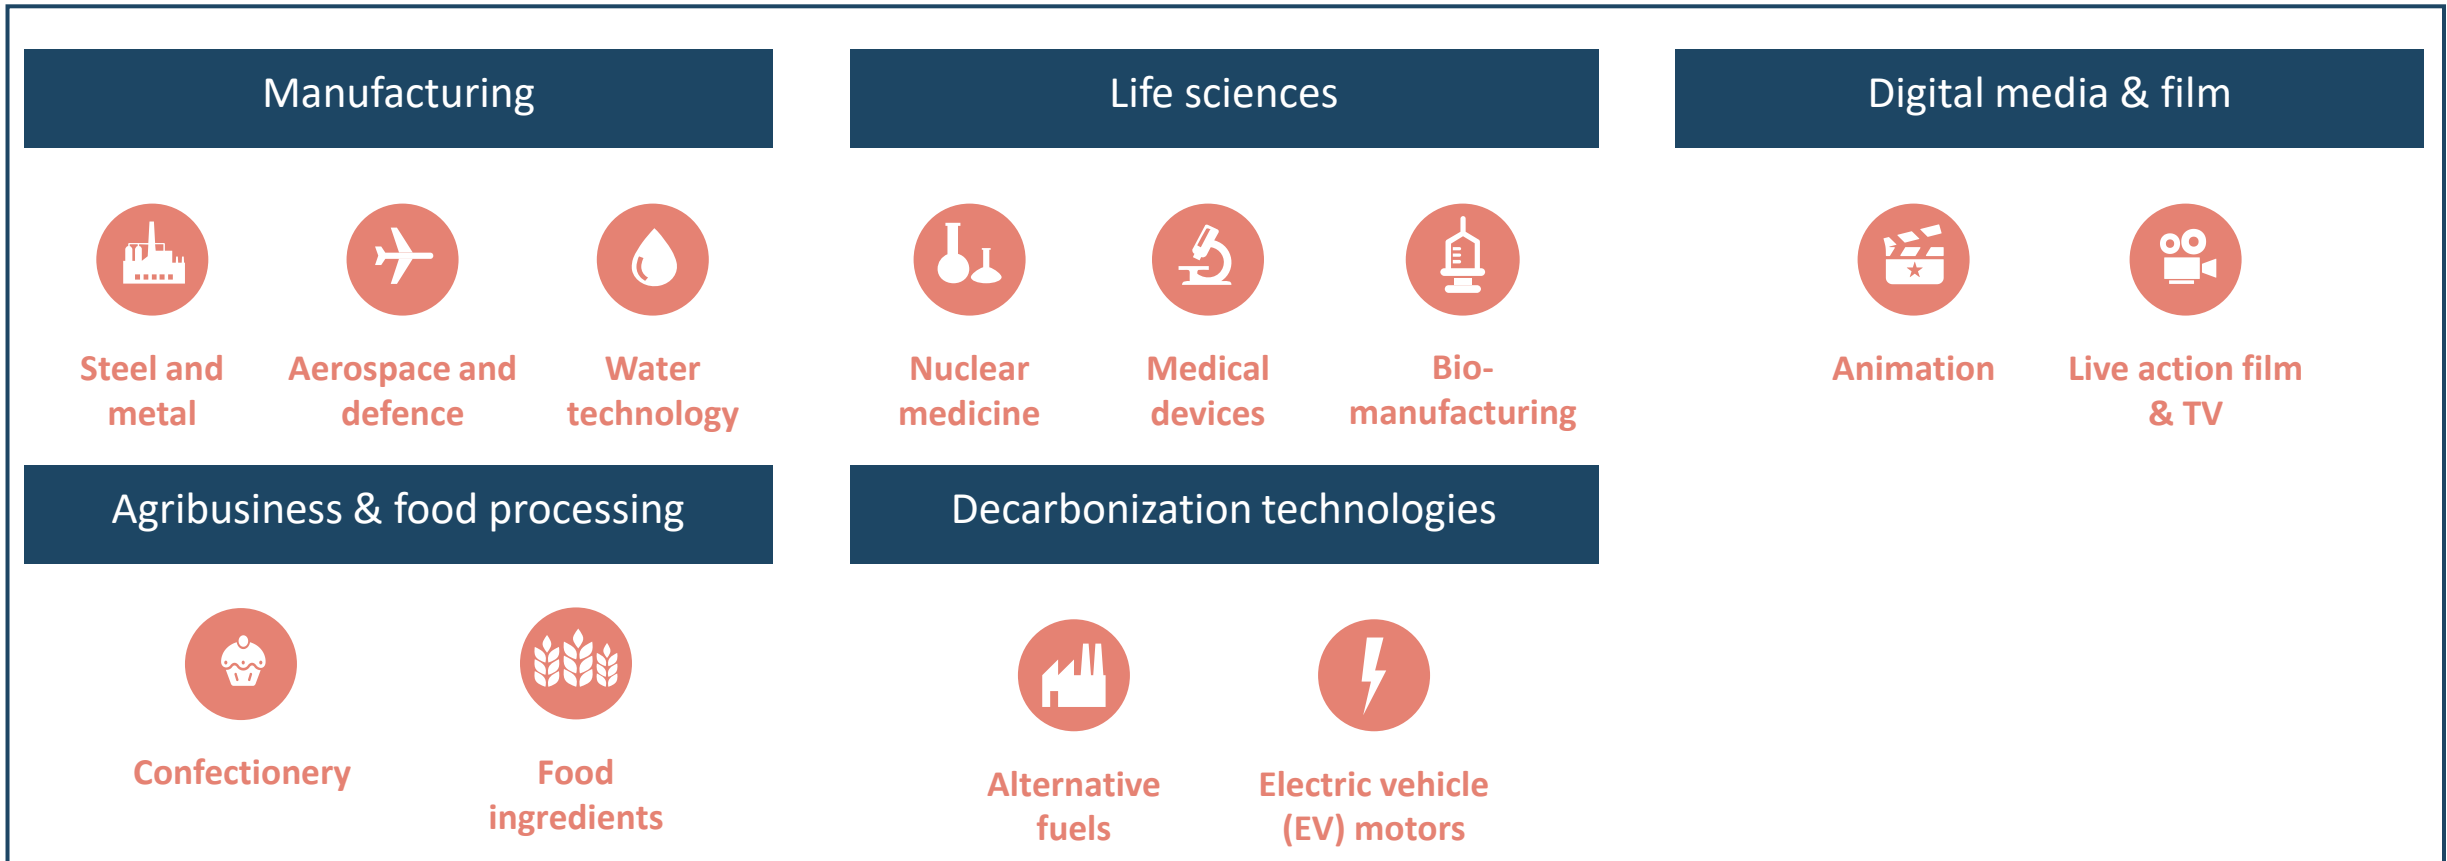 Manufacturing
Steel and
metal
Aerospace and
defence
Water
technology
Life sciences
Nuclear
medicine
Medical
devices
Bio-
manufacturing
Digital media & film
Animation
Live action film
& TV
Agribusiness & food processing
Confectionery
Food
ingredients
Decarbonization technologies
Alternative
fuels
Electric vehicle
(EV) motors